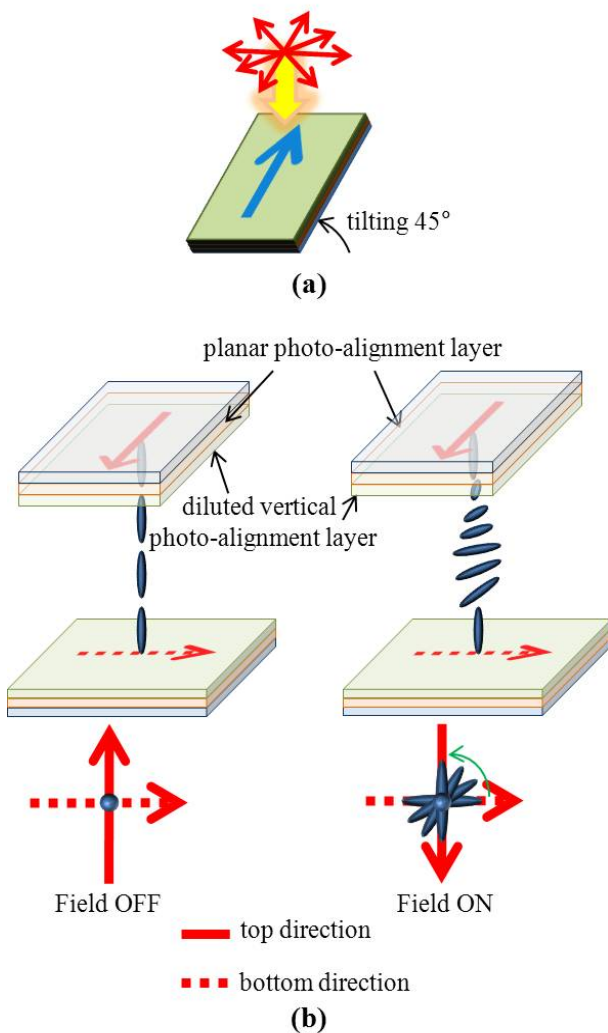 tilting 45°
(a)
planar photo-alignment layer
diluted vertical
photo-alignment layer
Field OFF
Field ON
top direction
bottom direction
(b)